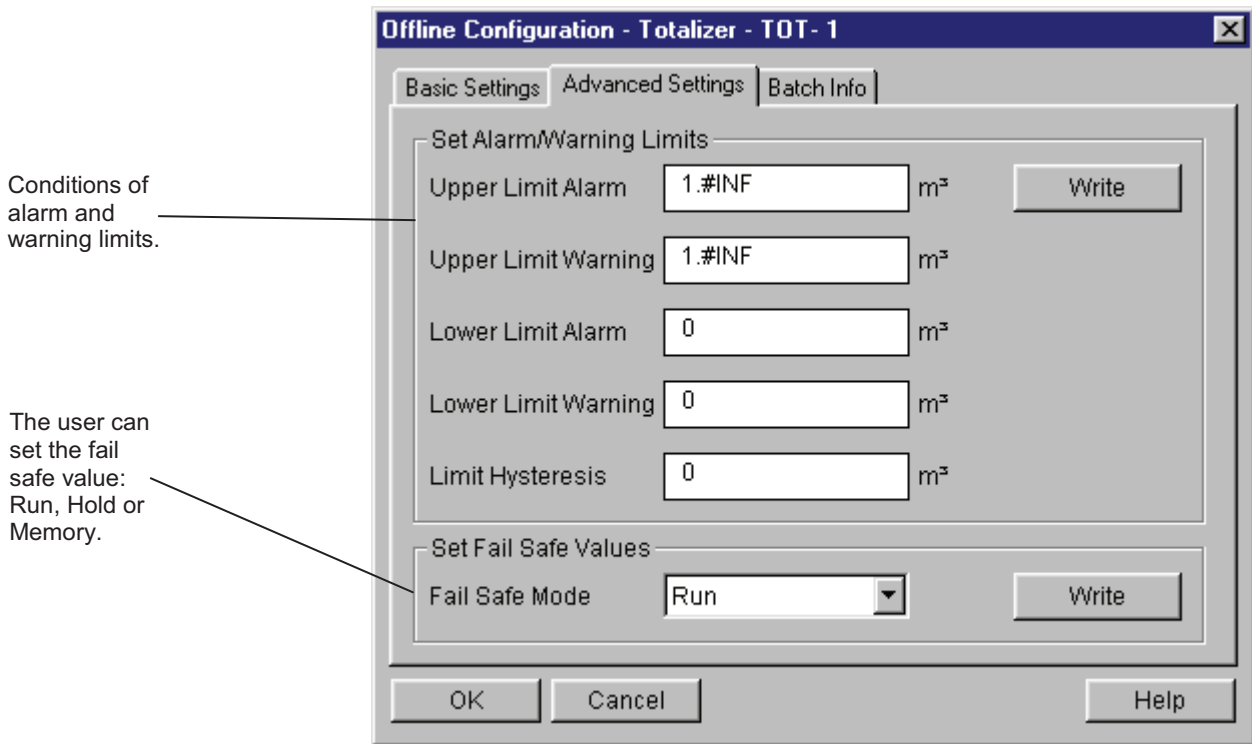 Offline Configuration - Totalizer - TOT- 1
Basic Settings
Advanced Settings
Batch Info
Set Alarm/Warning Limits
Upper Limit Alarm 1.#INF m³ Write
Upper Limit Warning 1.#INF m³
Lower Limit Alarm 0 m³
Lower Limit Warning 0 m³
Limit Hysteresis 0 m³
Set Fail Safe Values
Fail Safe Mode Run Write
OK Cancel Help
Conditions of
alarm and
warning limits.
The user can
set the fail
safe value:
Run, Hold or
Memory.